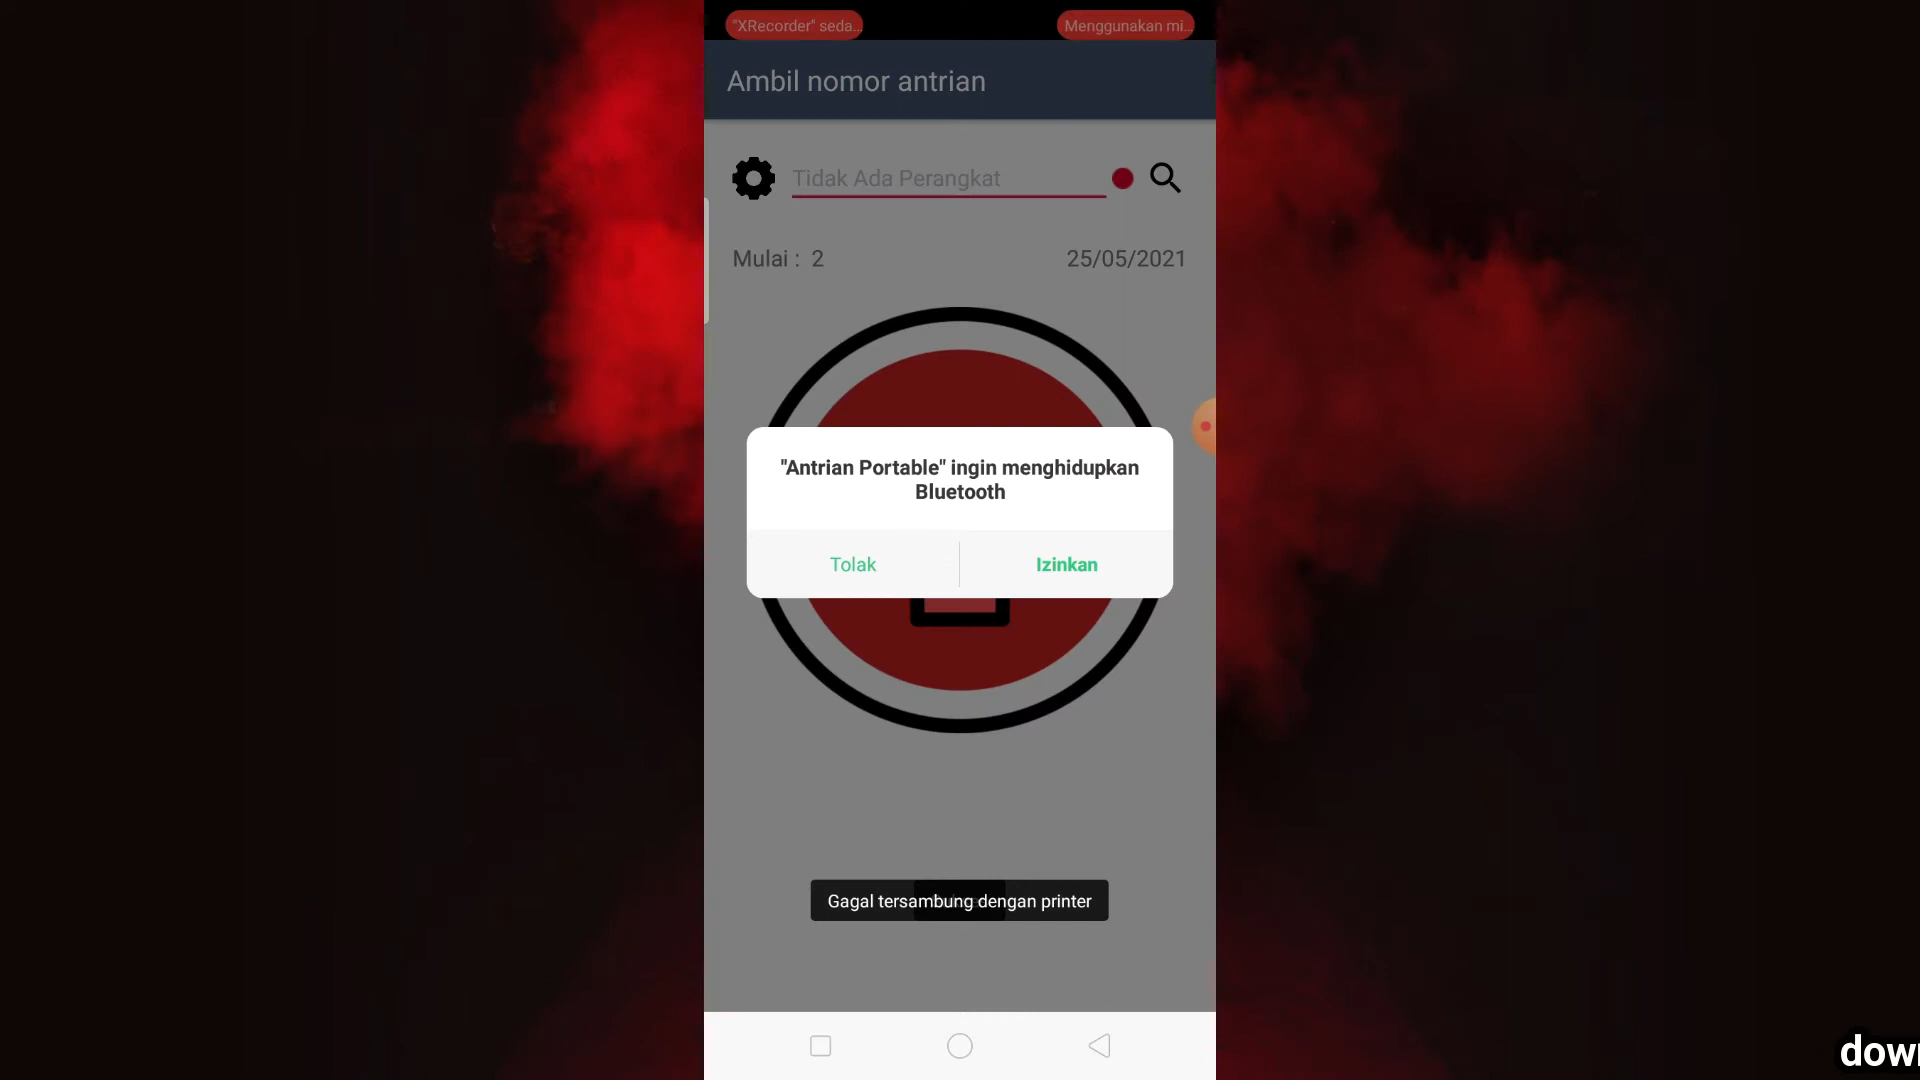 "XRecorder" seda...
Menggunakan mi...
Ambil nomor antrian
Tidak Ada Perangkat
Mulai : 2
25/05/2021
"Antrian Portable" ingin menghidupkan
Bluetooth
Tolak
Izinkan
Gagal tersambung dengan printer